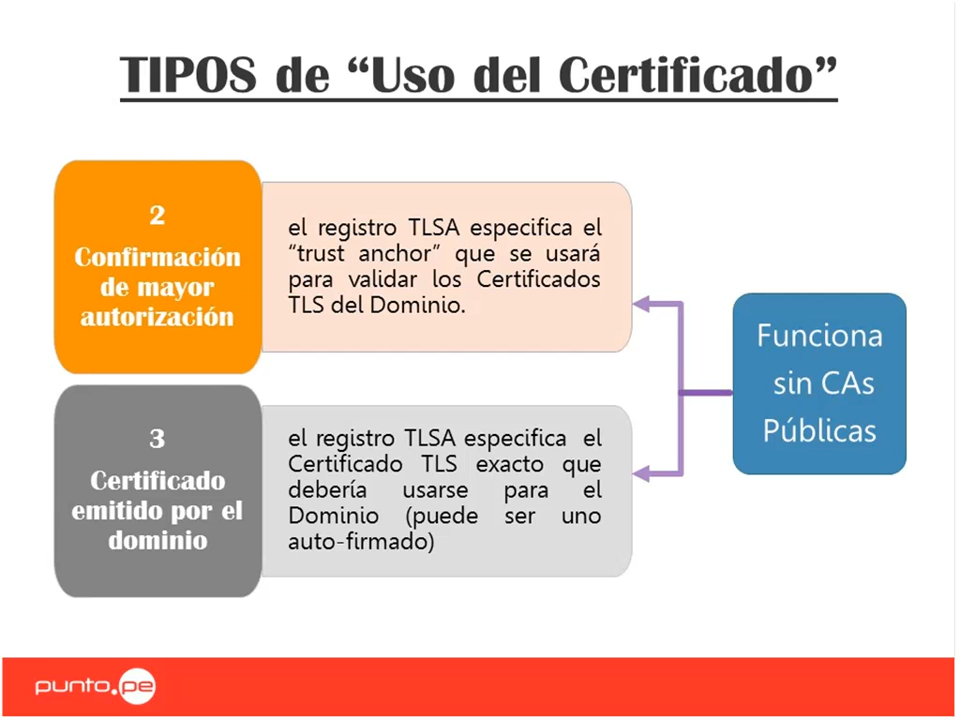 TIPOS de “Uso del Certificado”
2
Confirmación
de mayor
autorización
el registro TLSA especifica el
“trust anchor” que se usará
para validar los Certificados
TLS del Dominio.
Funciona
sin CAs
Públicas
3
Certificado
emitido por el
dominio
el registro TLSA especifica el
Certificado TLS exacto que
debería usarse para el
Dominio (puede ser uno
auto-firmado)
punto.pe